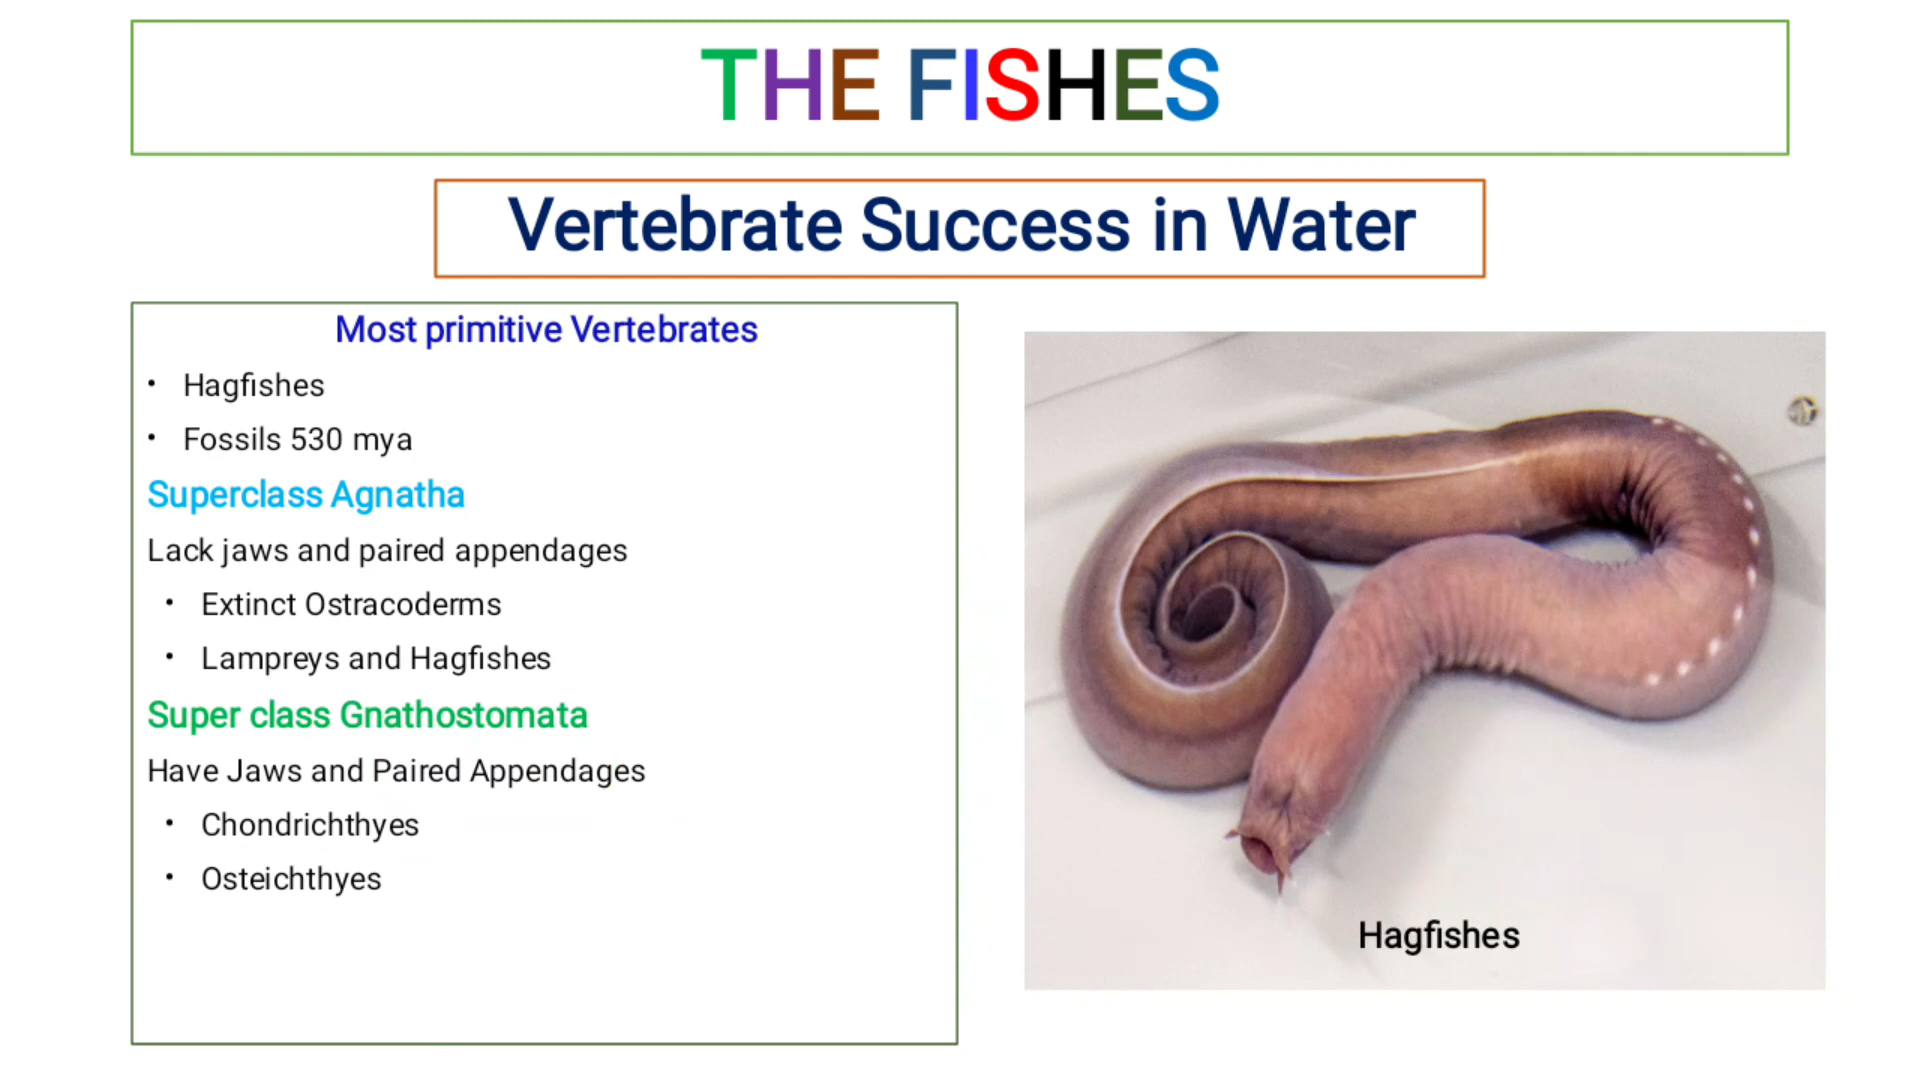 THE FISHES
Vertebrate Success in Water
Most primitive Vertebrates
• Hagfishes
• Fossils 530 mya
Superclass Agnatha
Lack jaws and paired appendages
• Extinct Ostracoderms
• Lampreys and Hagfishes
Super class Gnathostomata
Have Jaws and Paired Appendages
• Chondrichthyes
• Osteichthyes
Hagfishes